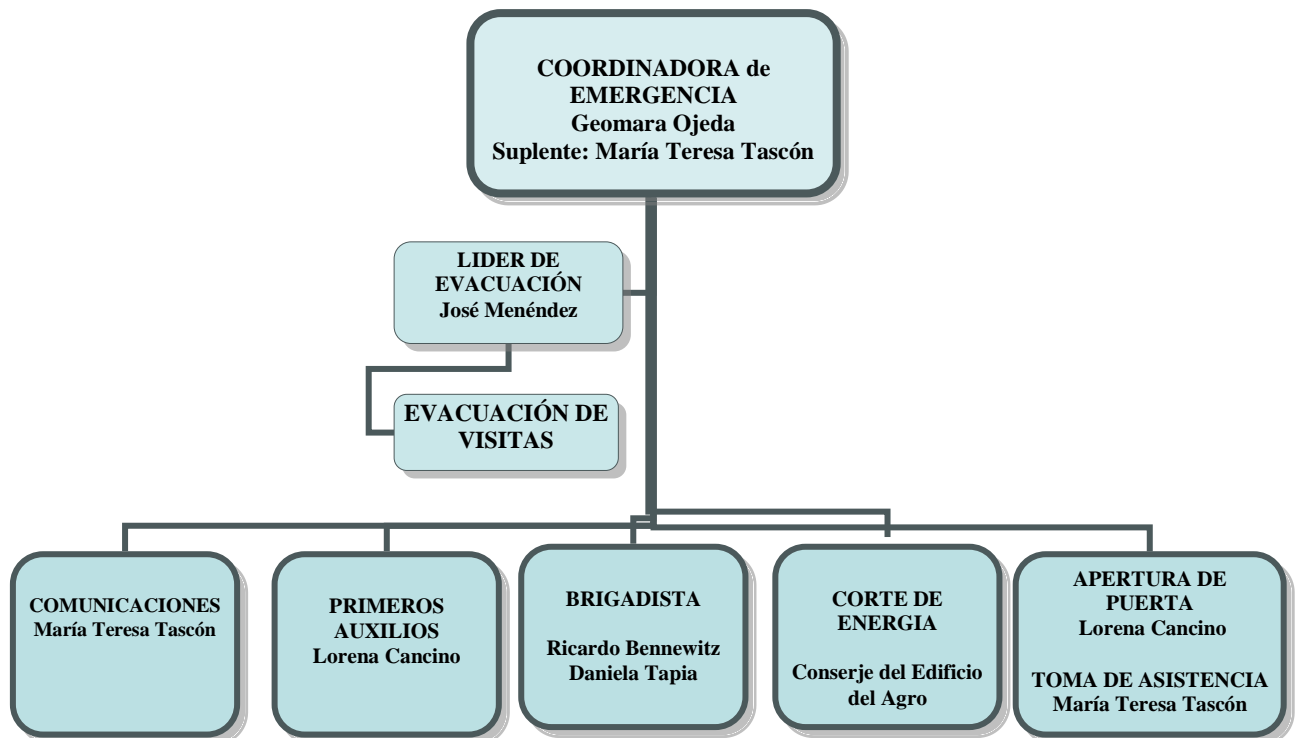 COORDINADORA de
EMERGENCIA
Geomara Ojeda
Suplente: María Teresa Tascón
LIDER DE
EVACUACIÓN
José Menéndez
EVACUACIÓN DE
VISITAS
COMUNICACIONES
María Teresa Tascón
PRIMEROS
AUXILIOS
Lorena Cancino
BRIGADISTA
Ricardo Bennewitz
Daniela Tapia
CORTE DE
ENERGIA
Conserje del Edificio
del Agro
APERTURA DE
PUERTA
Lorena Cancino
TOMA DE ASISTENCIA
María Teresa Tascón